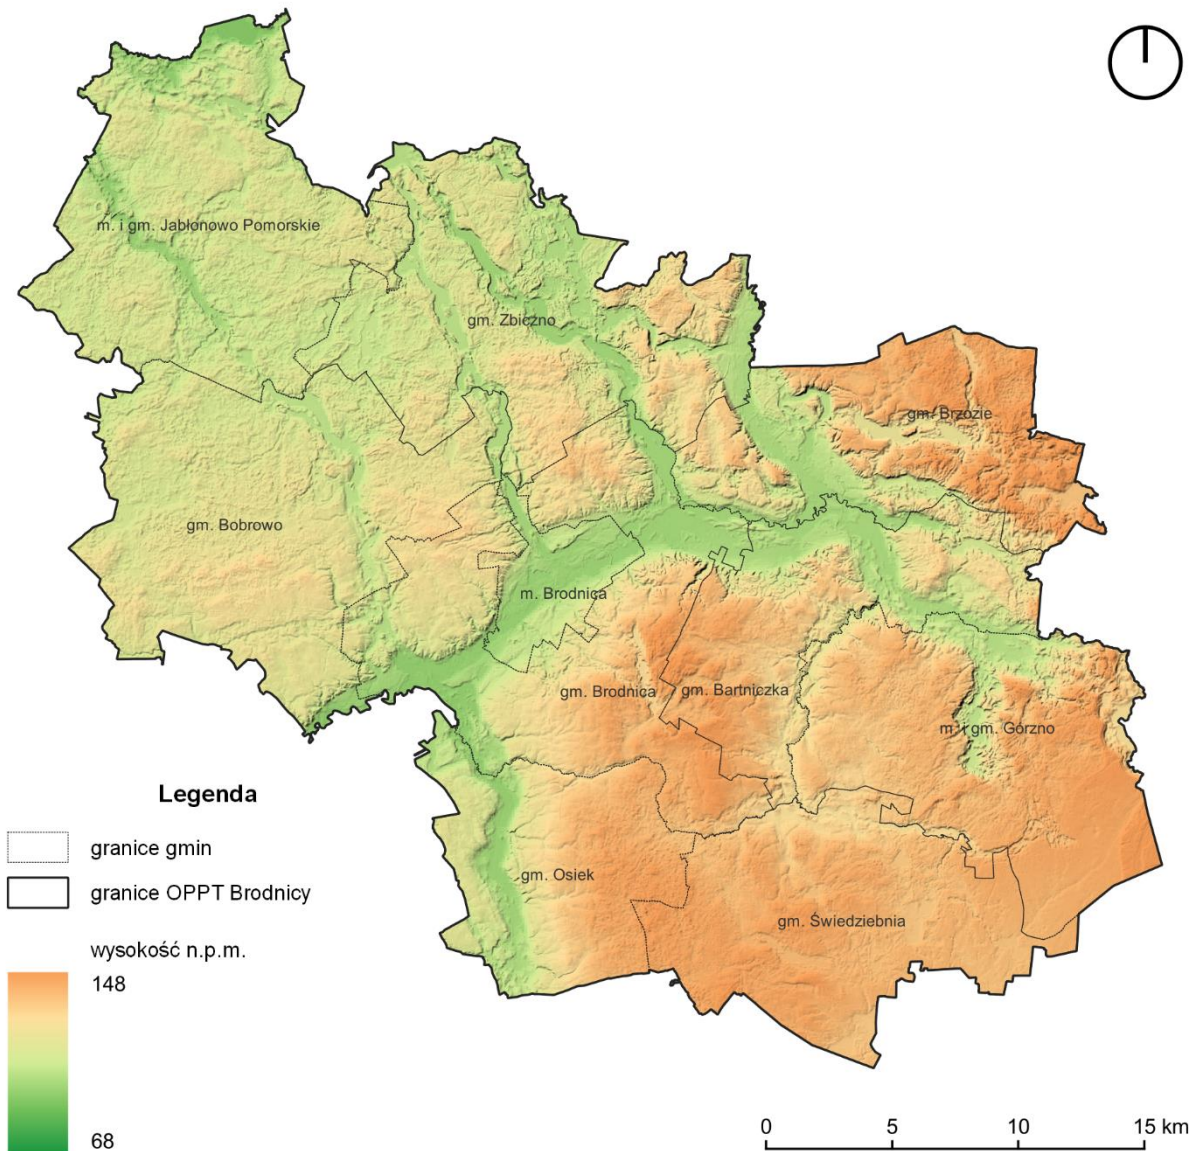 m. i gm. Jabłonowo Pomorskie
gm. Zbiczno
gm. Brzozie
gm. Bobrowo
m. Brodnica
gm. Brodnica
gm. Bartniczka
m. i gm. Górzno
gm. Osiek
gm. Świedziebnia
Legenda
granice gmin
granice OPPT Brodnicy
wysokość n.p.m.
148
68
0 5 10 15 km